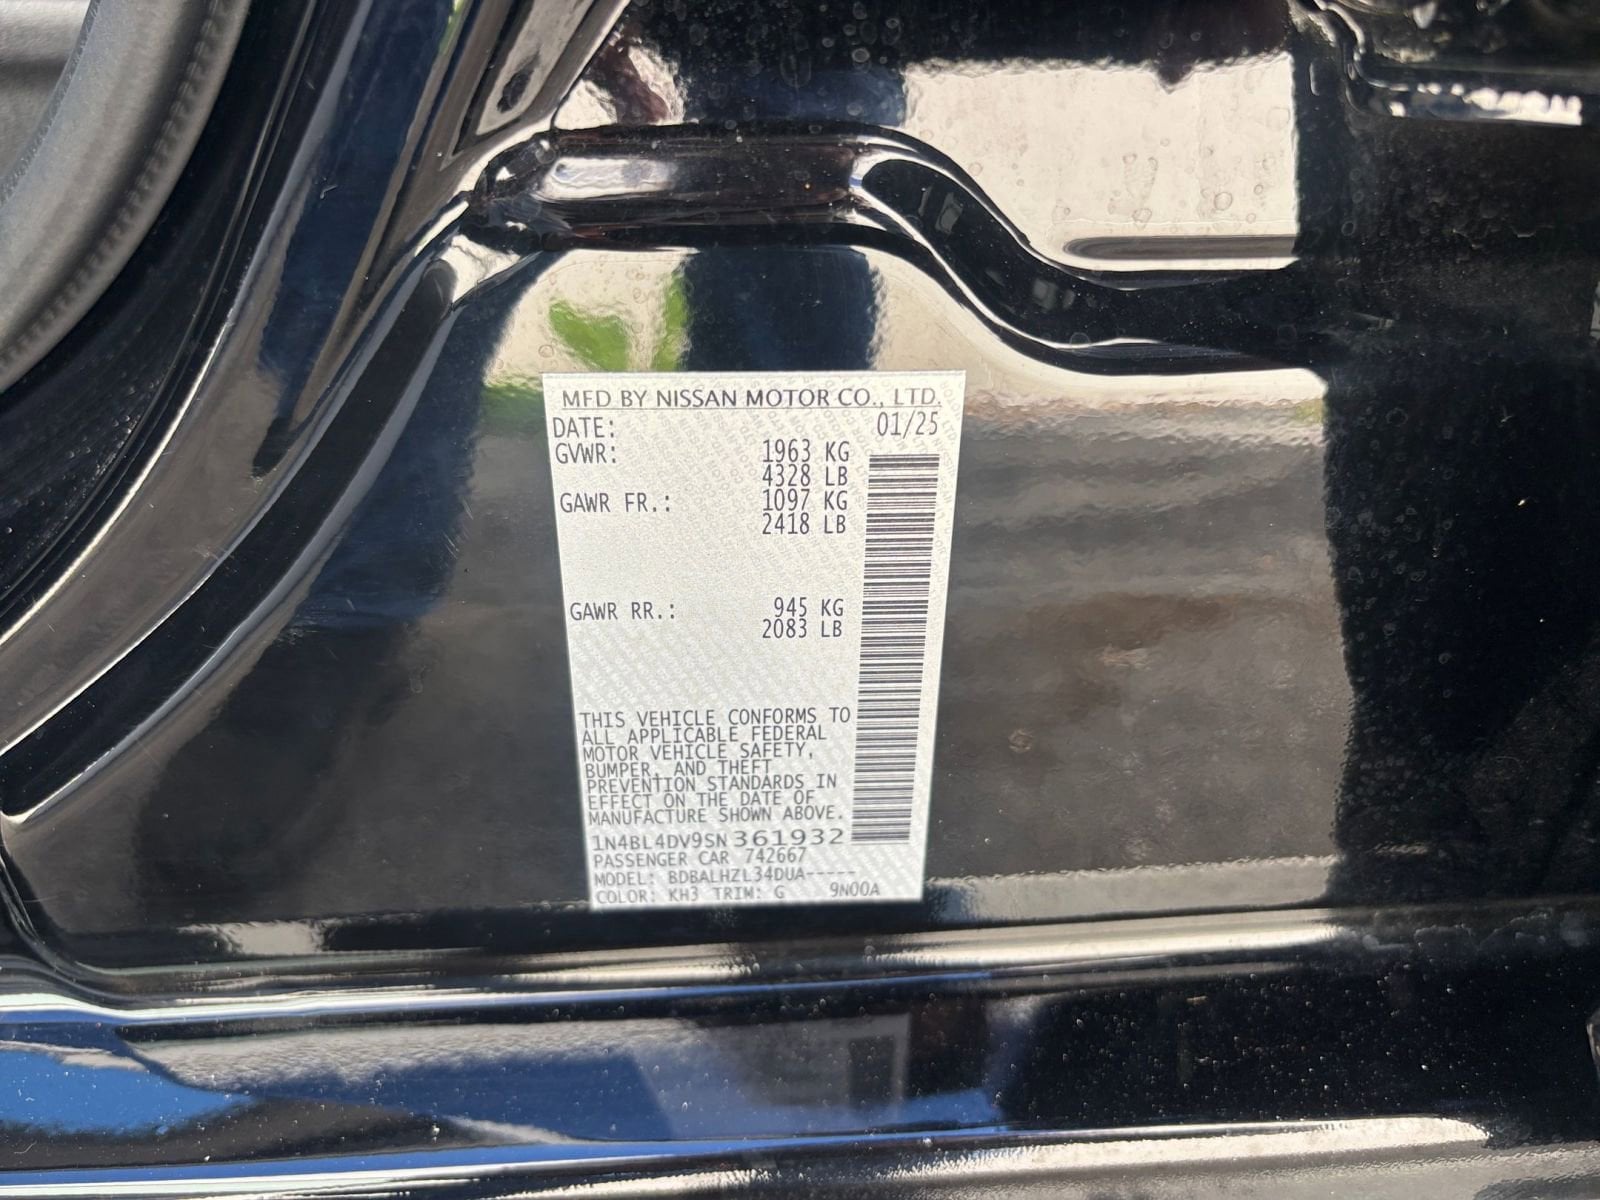 MFD BY NISSAN MOTOR CO., LTD.
DATE: 01/25
GVWR: 1963 KG
4328 LB
GAWR FR.: 1097 KG
2418 LB
GAWR RR.: 945 KG
2083 LB
THIS VEHICLE CONFORMS TO
ALL APPLICABLE FEDERAL
MOTOR VEHICLE SAFETY,
BUMPER, AND THEFT
PREVENTION STANDARDS IN
EFFECT ON THE DATE OF
MANUFACTURE SHOWN ABOVE.
1N4BL4DV9SN361932
PASSENGER CAR 742667
MODEL: BDBALHZL34DUA-----
COLOR: KH3 TRIM: G 9N00A